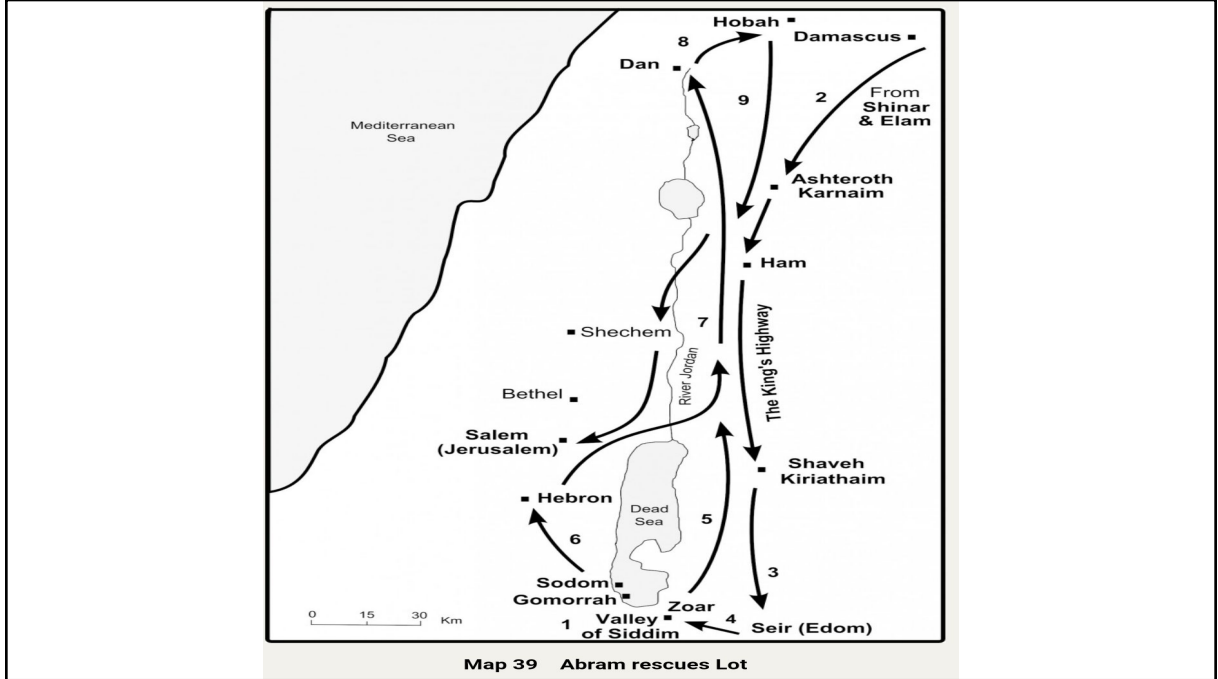 Hobah
Damascus
8
Dan
9
2
From
Shinar
& Elam
Mediterranean
Sea
Ashteroth
Karnaim
Ham
The King's Highway
7
Shechem
River Jordan
Bethel
Salem
(Jerusalem)
Shaveh
Kiriathaim
Hebron
Dead
Sea
5
6
3
Sodom
Gomorrah
Zoar
0 15 30 Km
1
Valley
of Siddim
4
Seir (Edom)
Map 39 Abram rescues Lot